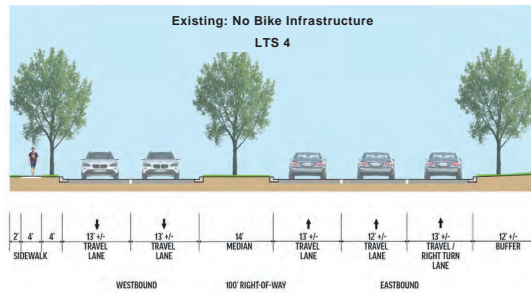 Existing: No Bike Infrastructure
LTS 4
2' 4' 4' 13' +/- 13' +/- 14' 13' +/- 12' +/- 13' +/- 12' +/-
SIDEWALK TRAVEL LANE TRAVEL LANE MEDIAN TRAVEL LANE TRAVEL LANE TRAVEL / RIGHT TURN LANE BUFFER
WESTBOUND 100' RIGHT-OF-WAY EASTBOUND